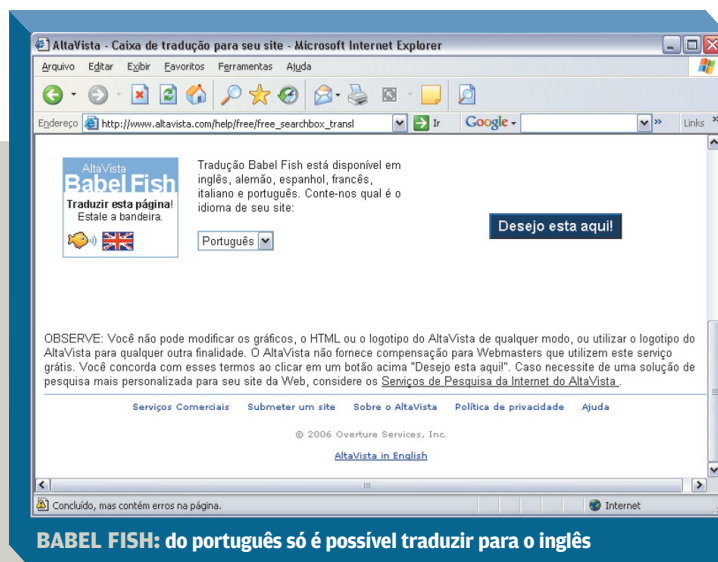 AltaVista - Caixa de tradução para seu site - Microsoft Internet Explorer
Arquivo Editar Exibir Favoritos Ferramentas Ajuda
Endereço http://www.altavista.com/help/free/free_searchbox_transl Ir Google Links
AltaVista
Babel Fish
Traduzir esta página!
Estale a bandeira.
Tradução Babel Fish está disponível em
inglês, alemão, espanhol, francês,
italiano e português. Conte-nos qual é o
idioma de seu site:
Português
Desejo esta aqui!
OBSERVE: Você não pode modificar os gráficos, o HTML ou o logotipo do AltaVista de qualquer modo, ou utilizar o logotipo do
AltaVista para qualquer outra finalidade. O AltaVista não fornece compensação para Webmasters que utilizem este serviço
grátis. Você concorda com esses termos ao clicar em um botão acima "Desejo esta aqui!". Caso necessite de uma solução de
pesquisa mais personalizada para seu site da Web, considere os Serviços de Pesquisa da Internet do AltaVista .
Serviços Comerciais Submeter um site Sobre o AltaVista Política de privacidade Ajuda
© 2006 Overture Services, Inc.
AltaVista in English
Concluído, mas contém erros na página. Internet
BABEL FISH: do português só é possível traduzir para o inglês